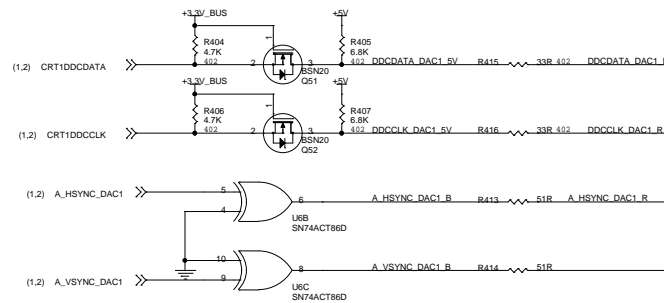 +3.3V_BUS +5V
R404 4.7K 402
1
R405 6.8K 402
(1,2) CRT1DDCDATA 2 3 DDCDATA_DAC1_5V R415 33R 402 DDCDATA_DAC1_
BSN20
Q51
+3.3V_BUS +5V
R406 4.7K 402
1
R407 6.8K 402
(1,2) CRT1DDCCLK 2 3 DDCCLK_DAC1_5V R416 33R 402 DDCCLK_DAC1_R
BSN20
Q52
(1,2) A_HSYNC_DAC1 5 4 6 A_HSYNC_DAC1_B R413 51R A_HSYNC_DAC1_R
U6B
SN74ACT86D
(1,2) A_VSYNC_DAC1 10 9 8 A_VSYNC_DAC1_B R414 51R
U6C
SN74ACT86D